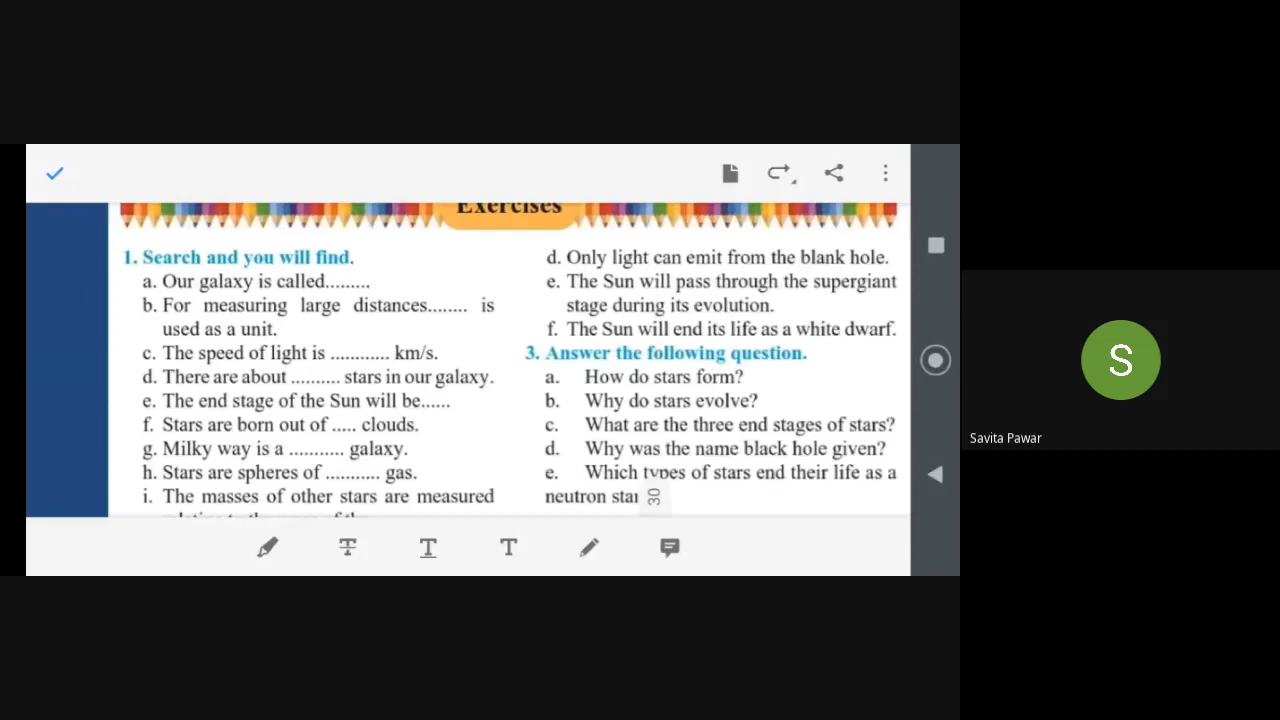 Exercises
1. Search and you will find.
a. Our galaxy is called.........
b. For measuring large distances........ is
used as a unit.
c. The speed of light is ........... km/s.
d. There are about .......... stars in our galaxy.
e. The end stage of the Sun will be......
f. Stars are born out of ..... clouds.
g. Milky way is a ........... galaxy.
h. Stars are spheres of ........... gas.
i. The masses of other stars are measured
d. Only light can emit from the blank hole.
e. The Sun will pass through the supergiant
stage during its evolution.
f. The Sun will end its life as a white dwarf.
3. Answer the following question.
a. How do stars form?
b. Why do stars evolve?
c. What are the three end stages of stars?
d. Why was the name black hole given?
e. Which types of stars end their life as a
neutron star
30
S
Savita Pawar